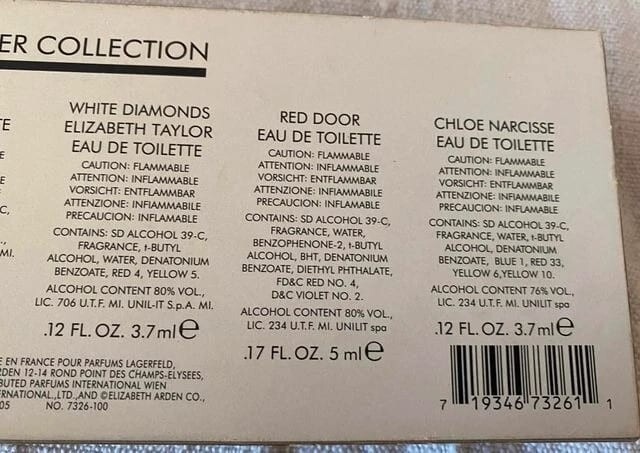 ER COLLECTION
TE
E
E
C,
.,
MI.
WHITE DIAMONDS
ELIZABETH TAYLOR
EAU DE TOILETTE
CAUTION: FLAMMABLE
ATTENTION: INFLAMMABLE
VORSICHT: ENTFLAMMBAR
ATTENZIONE: INFIAMMABILE
PRECAUCION: INFLAMABLE
CONTAINS: SD ALCOHOL 39-C,
FRAGRANCE, t-BUTYL
ALCOHOL, WATER, DENATONIUM
BENZOATE, RED 4, YELLOW 5.
ALCOHOL CONTENT 80% VOL.,
LIC. 706 U.T.F. MI. UNIL-IT S.p.A. MI.
.12 FL. OZ. 3.7ml ℮
RED DOOR
EAU DE TOILETTE
CAUTION: FLAMMABLE
ATTENTION: INFLAMMABLE
VORSICHT: ENTFLAMMBAR
ATTENZIONE: INFIAMMABILE
PRECAUCION: INFLAMABLE
CONTAINS: SD ALCOHOL 39-C,
FRAGRANCE, WATER,
BENZOPHENONE-2, t-BUTYL
ALCOHOL, BHT, DENATONIUM
BENZOATE, DIETHYL PHTHALATE,
FD&C RED NO. 4,
D&C VIOLET NO. 2.
ALCOHOL CONTENT 80% VOL.,
LIC. 234 U.T.F. MI. UNILIT spa
.17 FL. OZ. 5 ml ℮
CHLOE NARCISSE
EAU DE TOILETTE
CAUTION: FLAMMABLE
ATTENTION: INFLAMMABLE
VORSICHT: ENTFLAMMBAR
ATTENZIONE: INFIAMMABILE
PRECAUCION: INFLAMABLE
CONTAINS: SD ALCOHOL 39-C,
FRAGRANCE, WATER, t-BUTYL
ALCOHOL, DENATONIUM
BENZOATE, BLUE 1, RED 33,
YELLOW 6,YELLOW 10.
ALCOHOL CONTENT 76% VOL.,
LIC. 234 U.T.F. MI. UNILIT spa
.12 FL. OZ. 3.7ml ℮
E EN FRANCE POUR PARFUMS LAGERFELD,
RDEN 12-14 ROND POINT DES CHAMPS-ELYSEES,
BUTED PARFUMS INTERNATIONAL WIEN
ERNATIONAL.,LTD.,AND ©ELIZABETH ARDEN CO.,
05 NO. 7326-100
7 19346 73261 1